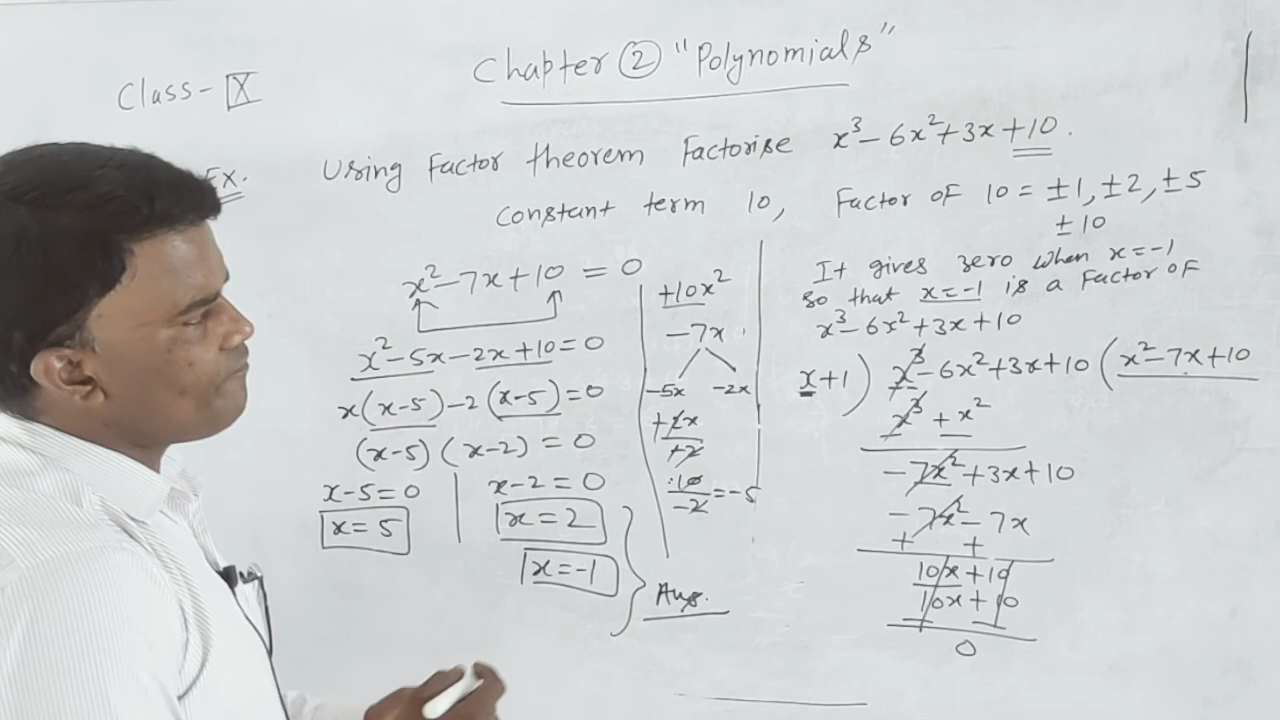 Class- X
Chapter ② "Polynomials"
Ex. Using Factor theorem Factorise x³ - 6x² + 3x + 10.
constant term 10, Factor of 10 = ±1, ±2, ±5
±10
x² - 7x + 10 = 0
x² - 5x - 2x + 10 = 0
x(x-5) - 2(x-5) = 0
(x-5)(x-2) = 0
x-5=0 | x-2=0
x=5
x=2
x=-1
Ans.
+10x²
-7x
-5x -2x
10/-2 = -5
It gives zero when x=-1
so that x=-1 is a Factor of
x³ - 6x² + 3x + 10
x+1 ) x³ - 6x² + 3x + 10 ( x² - 7x + 10
x³ + x²
- -
-7x² + 3x + 10
-7x² - 7x
+ +
10x + 10
10x + 10
- -
0